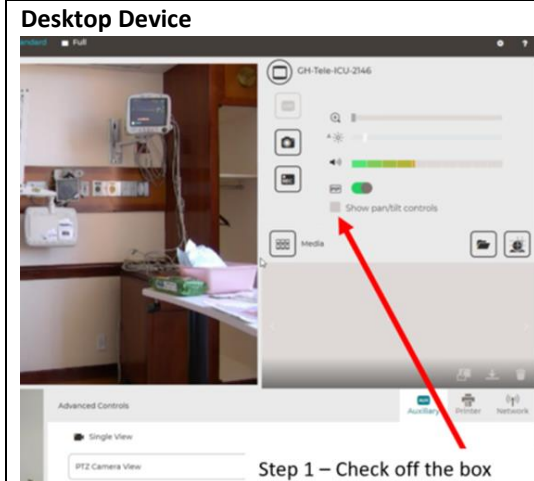 Desktop Device
Full
?
GH-Tele-ICU-2146
A
PIP
Show pan/tilt controls
Media
Advanced Controls
Auxiliary Printer Network
Single View
PTZ Camera View
Step 1 – Check off the box